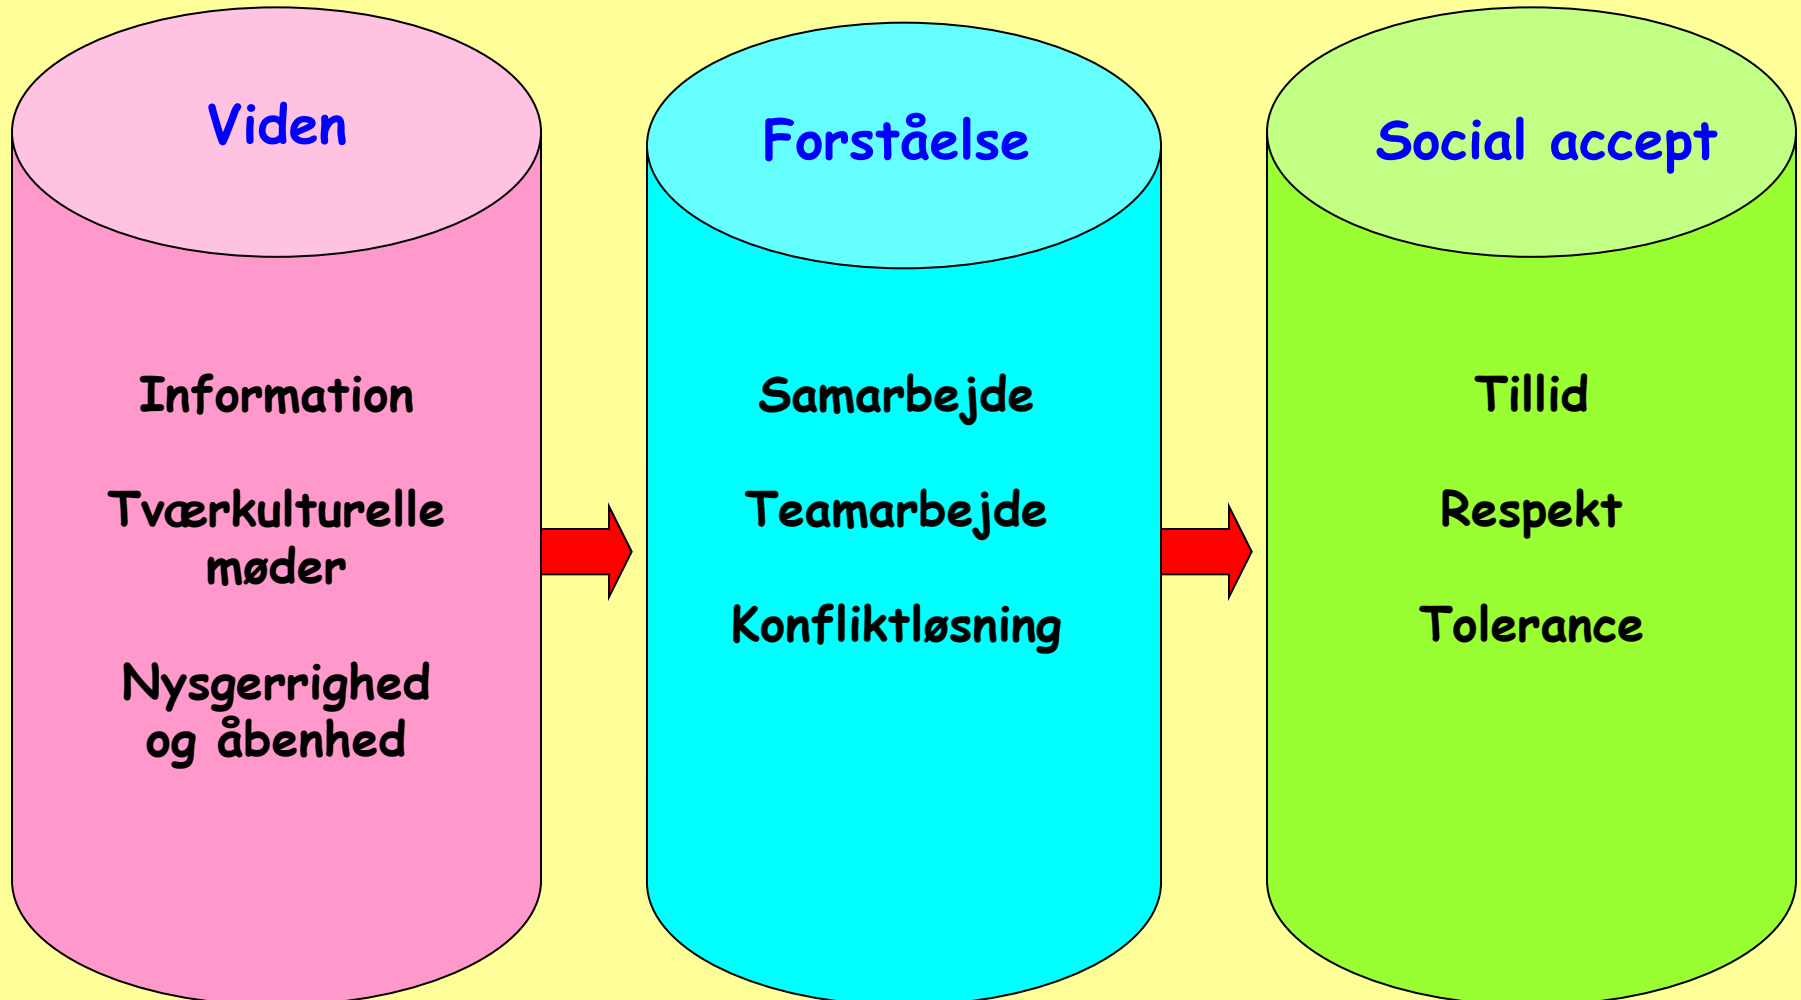 Viden
Information
Tværkulturelle
møder
Nysgerrighed
og åbenhed
Forståelse
Samarbejde
Teamarbejde
Konfliktløsning
Social accept
Tillid
Respekt
Tolerance